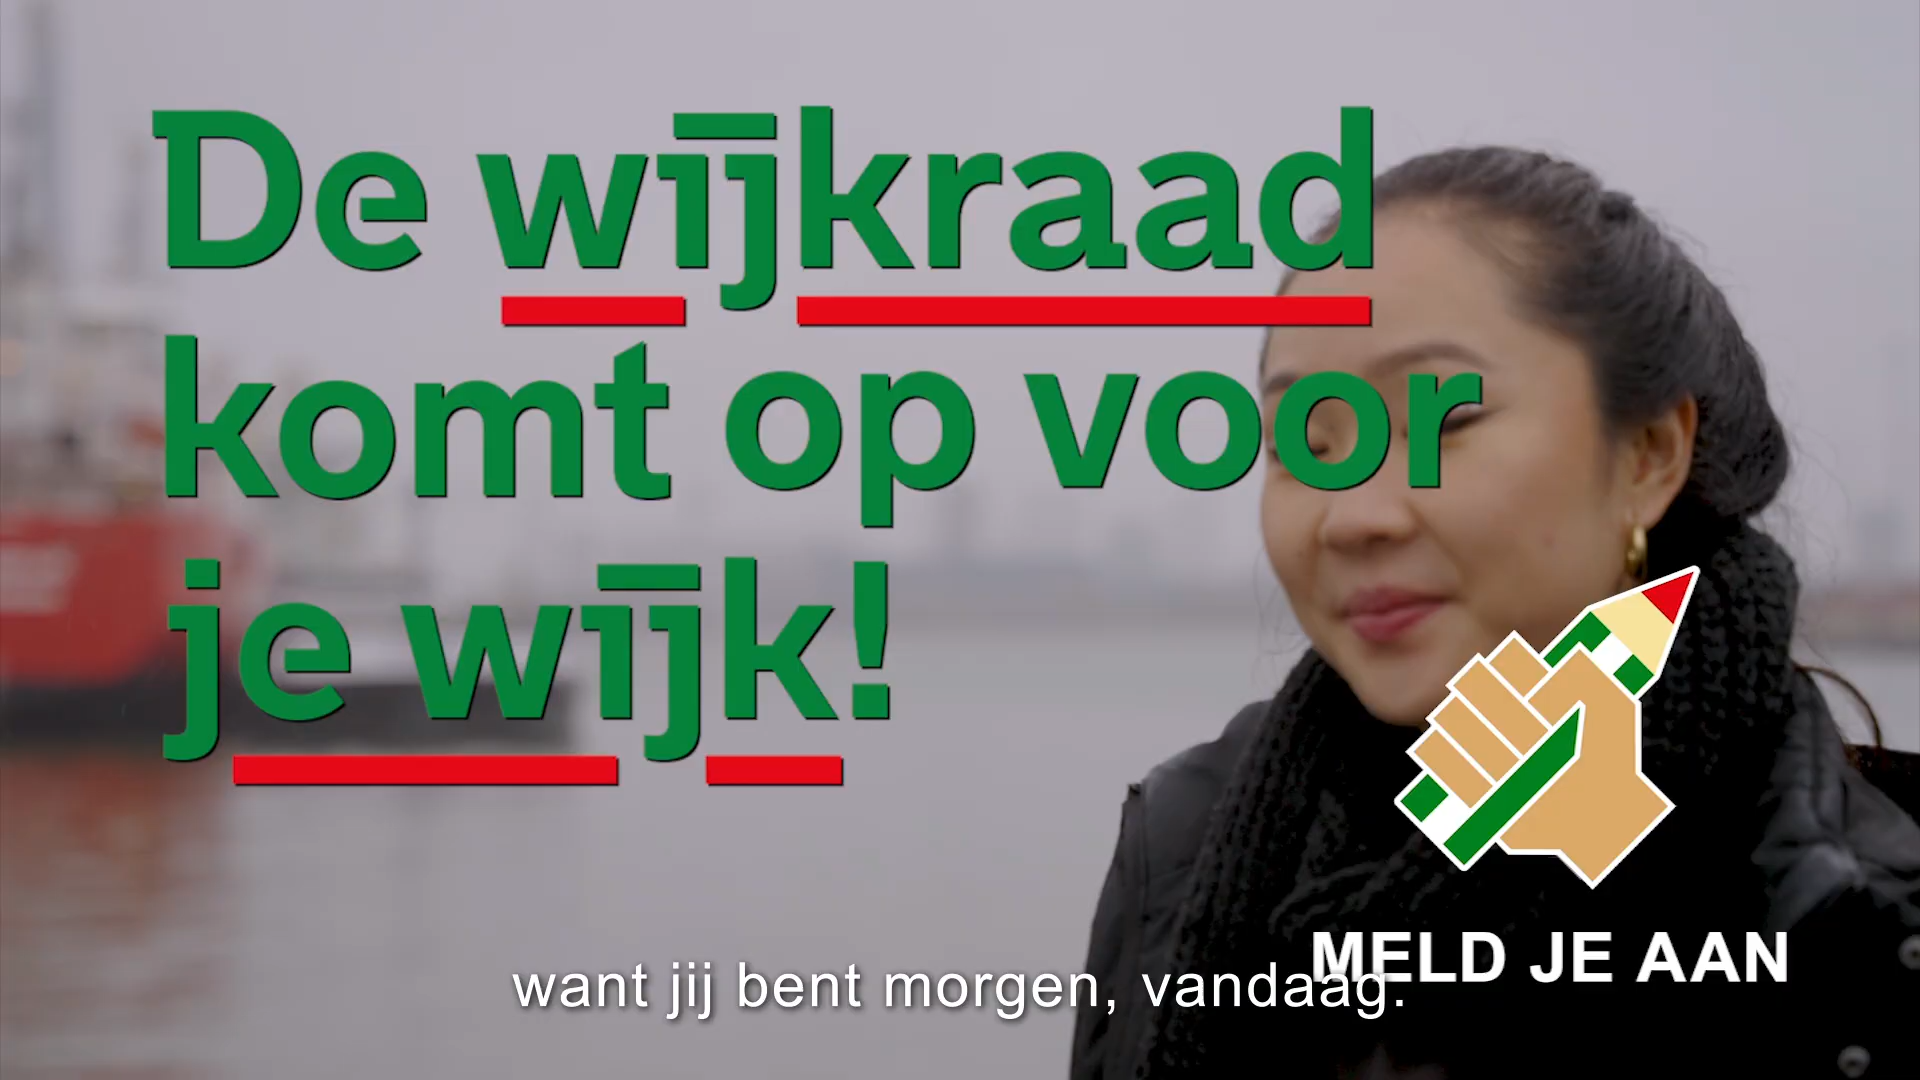 De wijkraad
komt op voor
je wijk!
MELD JE AAN
want jij bent morgen, vandaag.